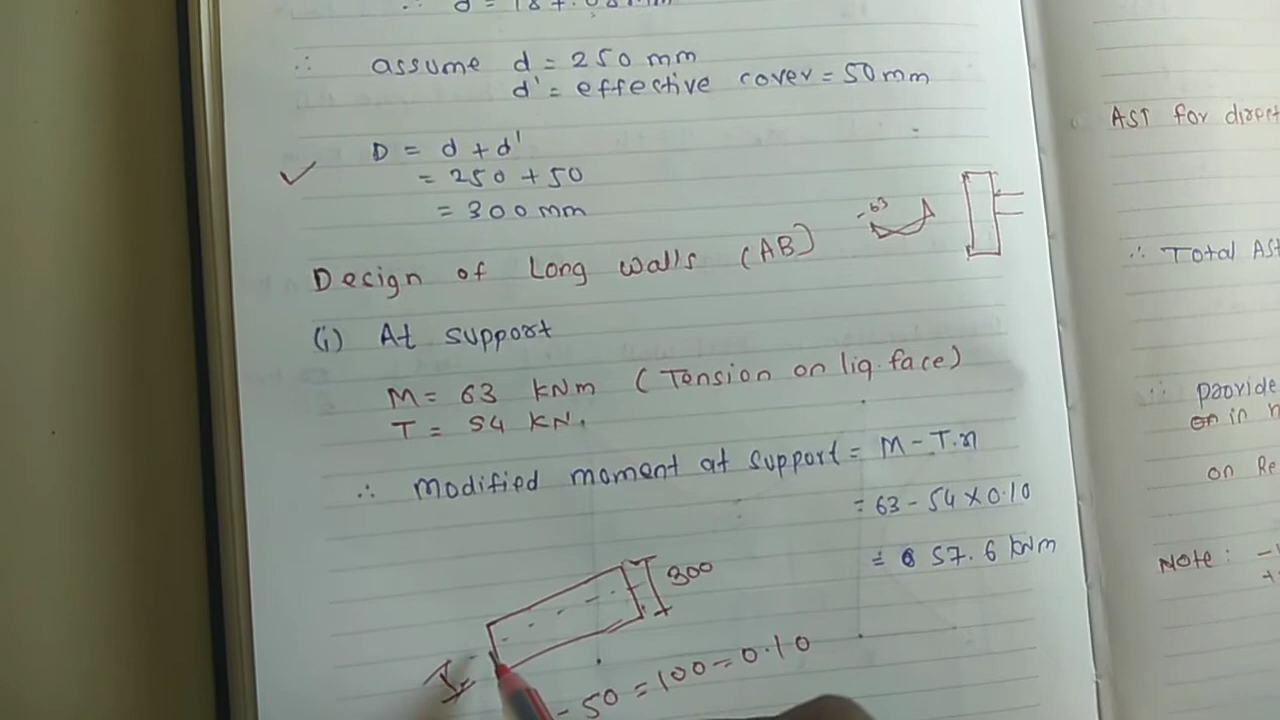 assume d = 250 mm
d' = effective cover = 50 mm
D = d + d'
= 250 + 50
= 300 mm
Design of Long walls (AB)
-63
(i) At support
M = 63 kNm (Tension on liq. face)
T = 54 kN.
∴ Modified moment at support = M - T.x
= 63 - 54 X 0.10
= 57.6 kNm
300
- 50 = 100 = 0.10
AST for direct
∴ Total Ast
∴ provide
in
on Re
Note :